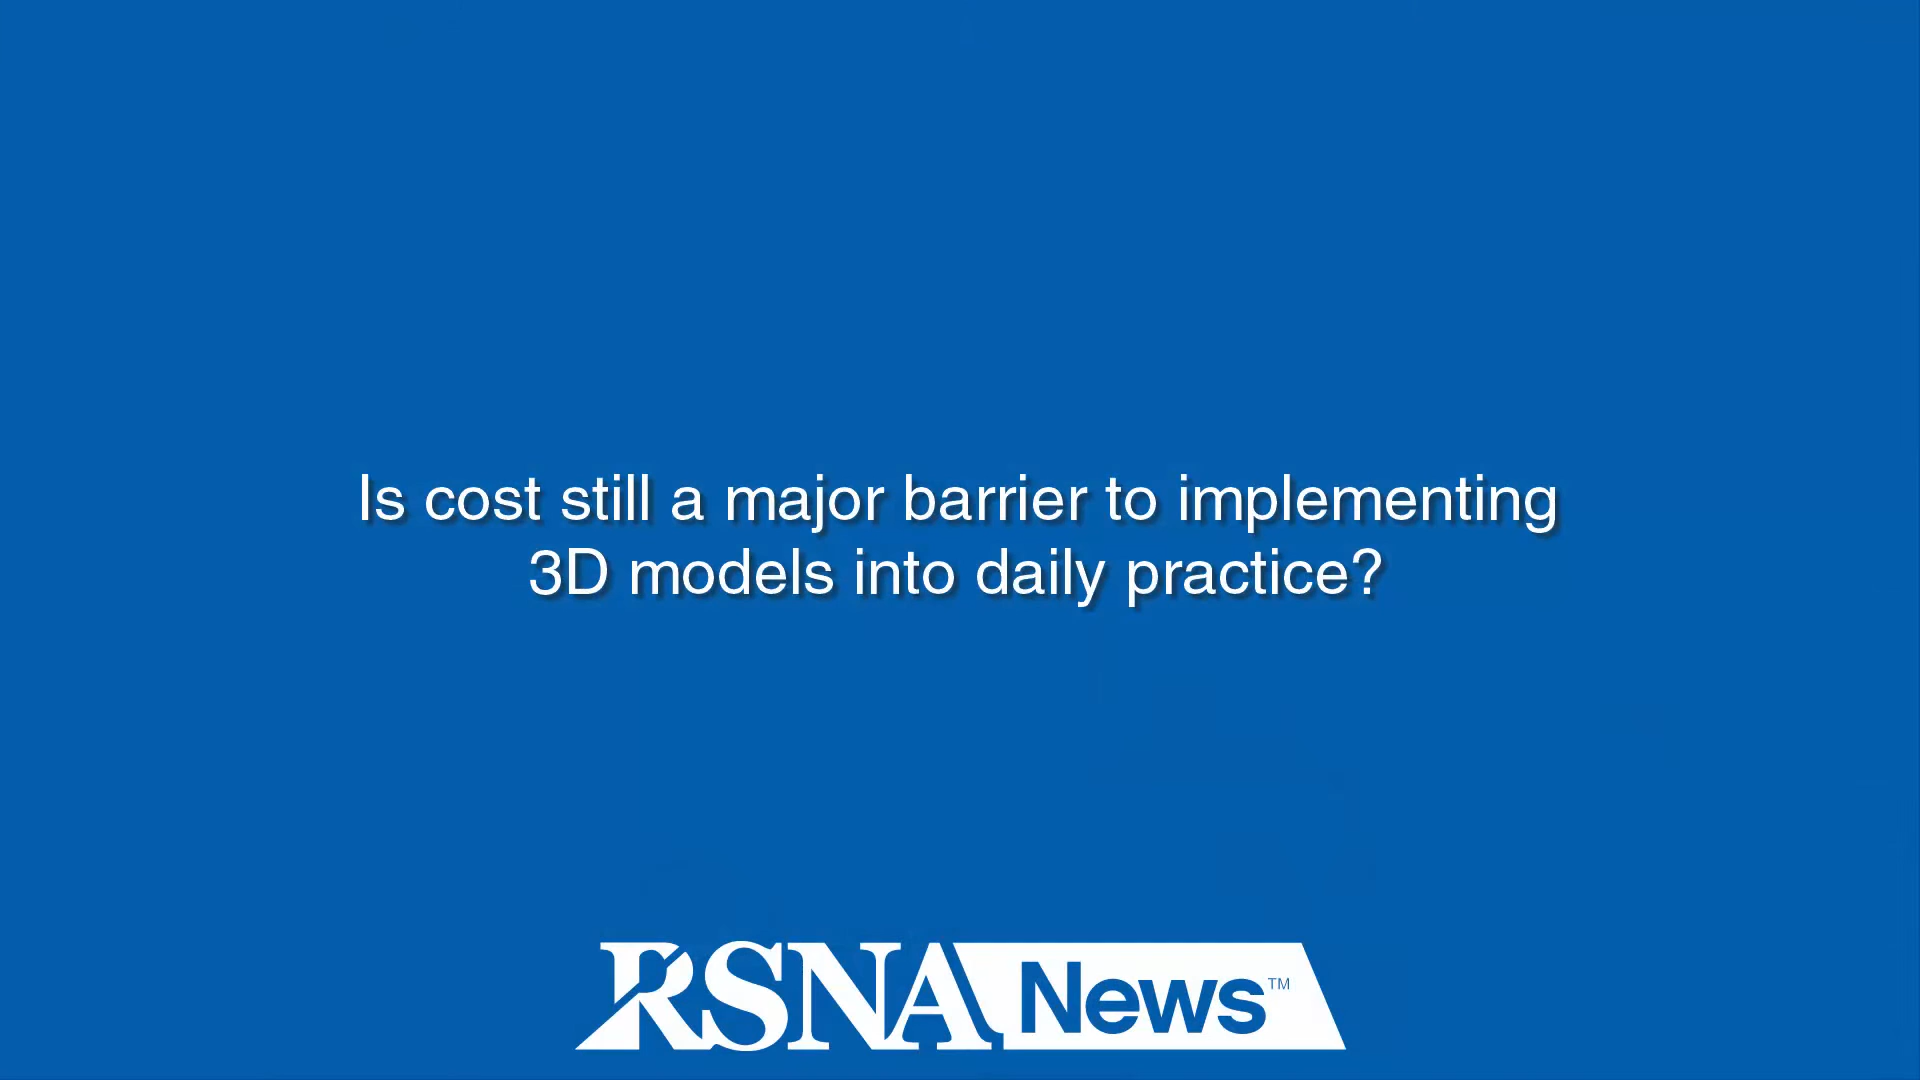 Is cost still a major barrier to implementing
3D models into daily practice?
RSNA News™